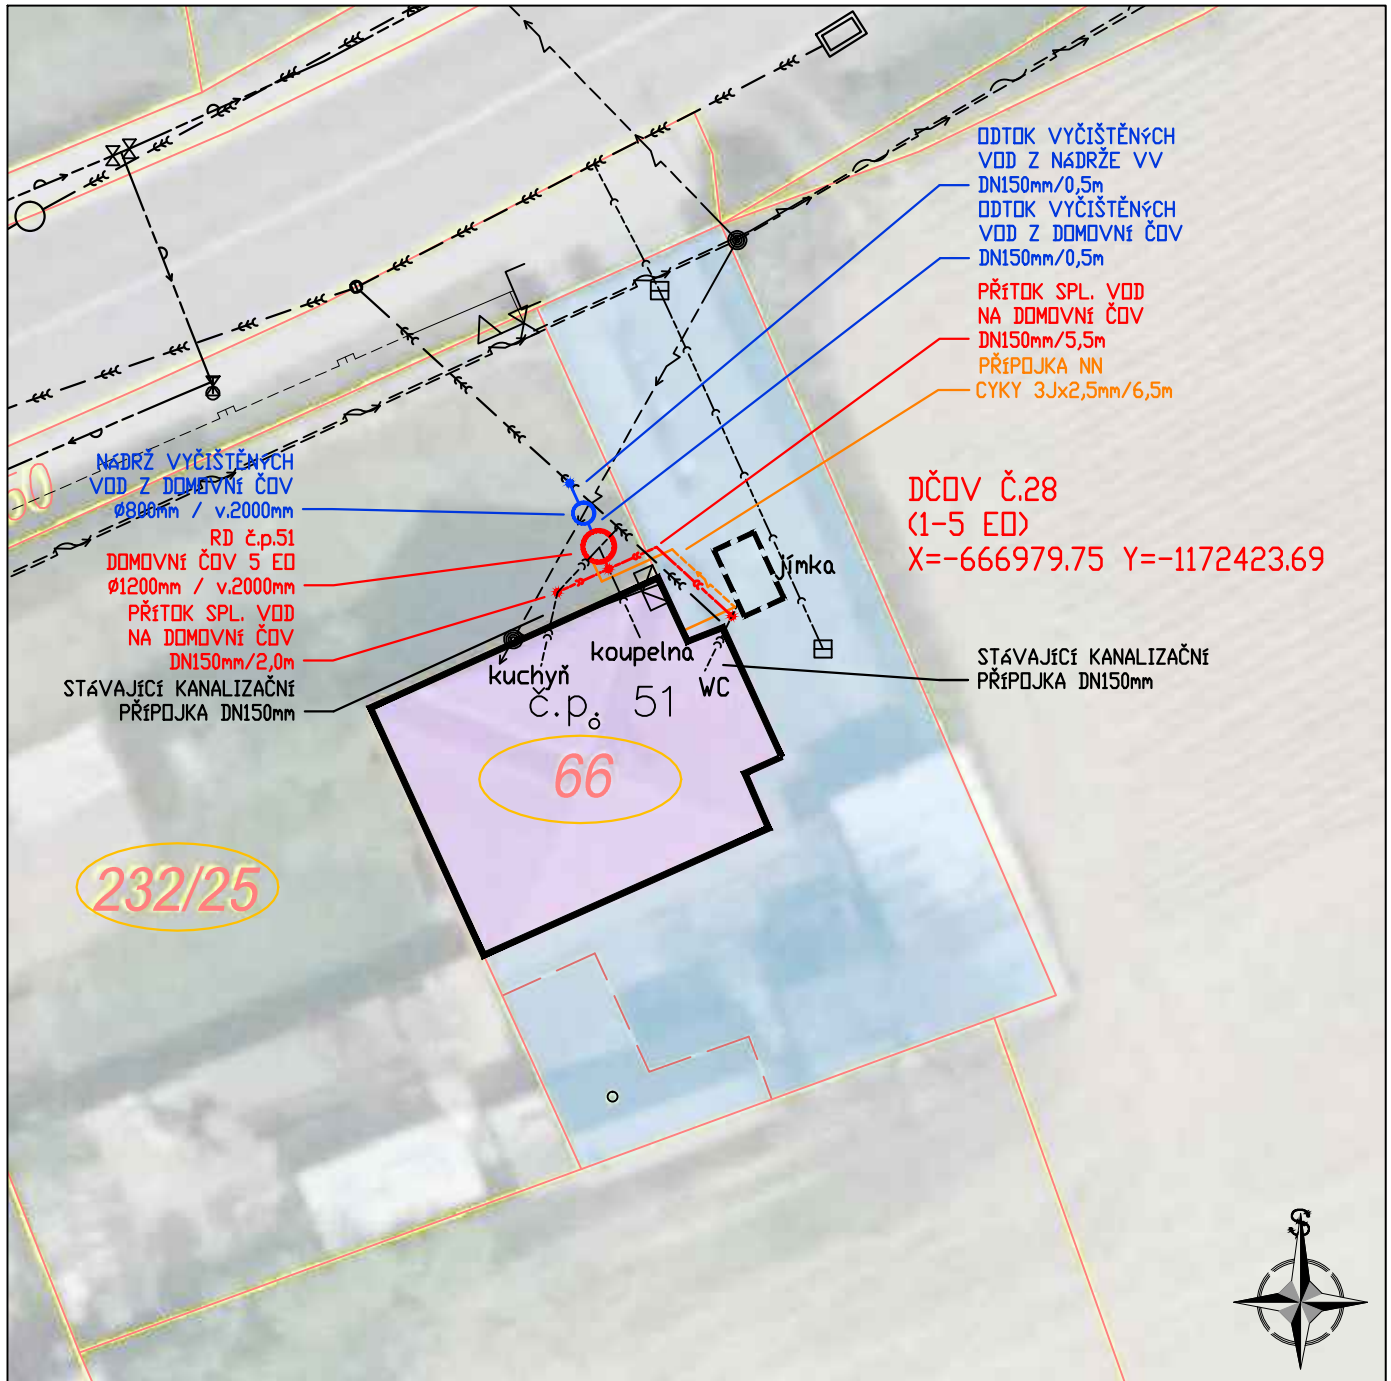 ODTOK VYČIŠTĚNÝCH
VOD Z NÁDRŽE VV
DN150mm/0,5m
ODTOK VYČIŠTĚNÝCH
VOD Z DOMOVNÍ ČOV
DN150mm/0,5m
PŘÍTOK SPL. VOD
NA DOMOVNÍ ČOV
DN150mm/5,5m
PŘÍPOJKA NN
CYKY 3Jx2,5mm/6,5m
NÁDRŽ VYČIŠTĚNÝCH
VOD Z DOMOVNÍ ČOV
ø800mm / v.2000mm
RD č.p.51
DOMOVNÍ ČOV 5 EO
ø1200mm / v.2000mm
PŘÍTOK SPL. VOD
NA DOMOVNÍ ČOV
DN150mm/2,0m
STÁVAJÍCÍ KANALIZAČNÍ
PŘÍPOJKA DN150mm
DČOV Č.28
(1-5 EO)
X=-666979.75 Y=-1172423.69
jímka
koupelna
kuchyň
WC
č.p. 51
STÁVAJÍCÍ KANALIZAČNÍ
PŘÍPOJKA DN150mm
66
232/25
S